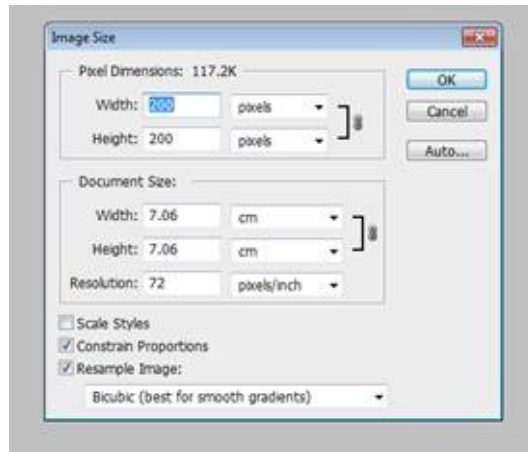 Image Size
Pixel Dimensions: 117.2K
Width: 200 pixels
Height: 200 pixels
OK
Cancel
Auto...
Document Size:
Width: 7.06 cm
Height: 7.06 cm
Resolution: 72 pixels/inch
Scale Styles
Constrain Proportions
Resample Image:
Bicubic (best for smooth gradients)